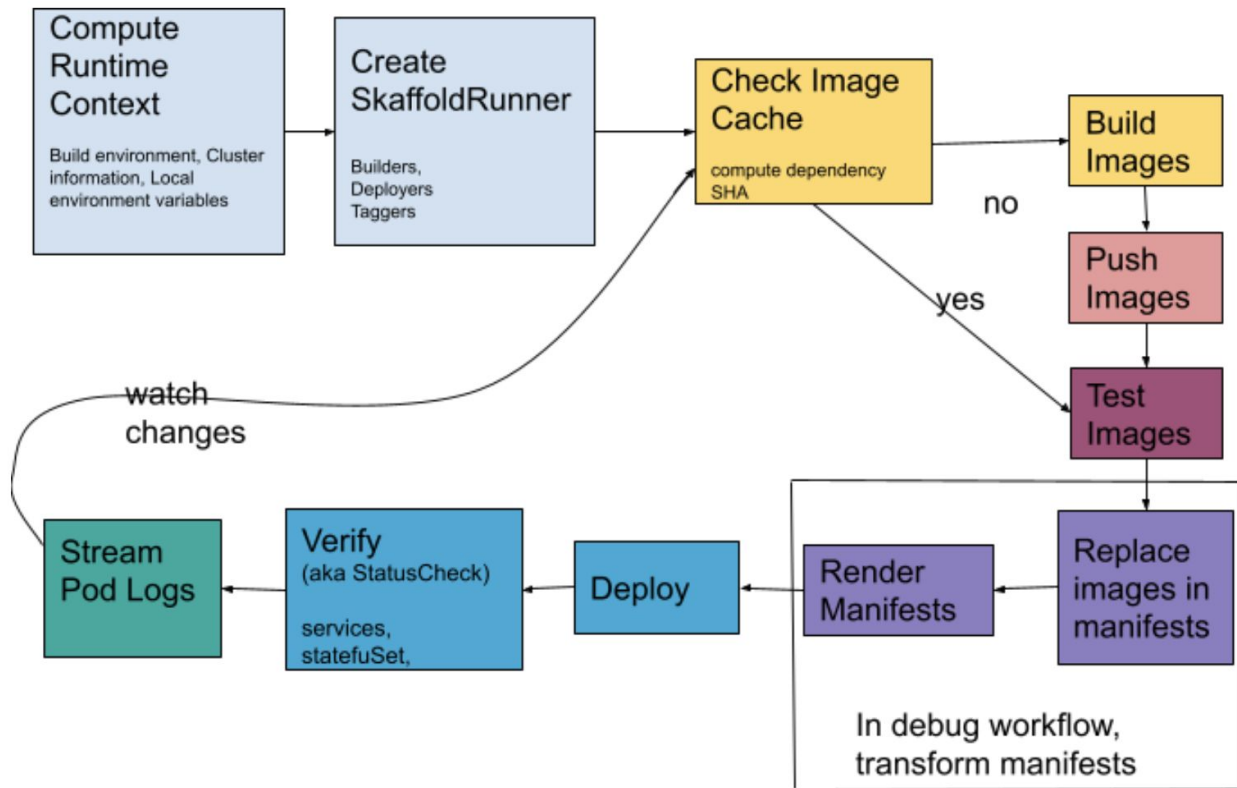 Compute
Runtime
Context
Build environment, Cluster
information, Local
environment variables
Create
SkaffoldRunner
Builders,
Deployers
Taggers
Check Image
Cache
compute dependency
SHA
Build
Images
no
yes
Push
Images
Test
Images
watch
changes
Stream
Pod Logs
Verify
(aka StatusCheck)
services,
statefuSet,
Deploy
Render
Manifests
Replace
images in
manifests
In debug workflow,
transform manifests